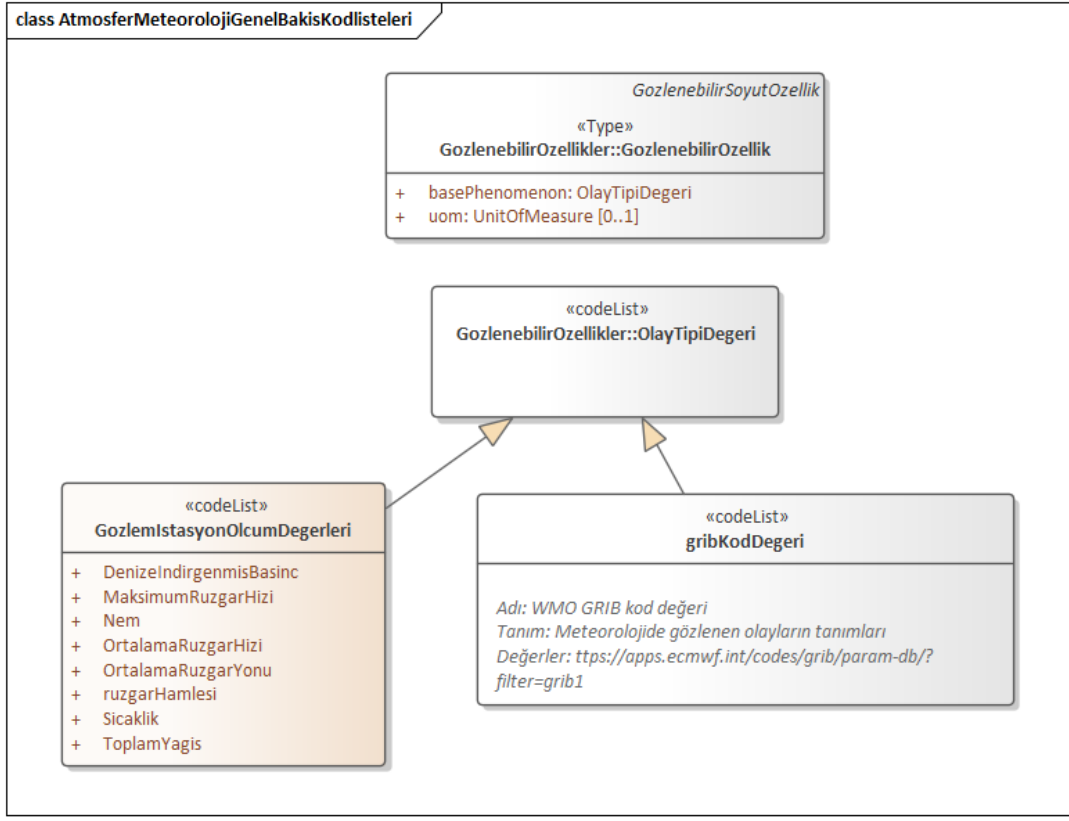 class AtmosferMeteorolojiGenelBakisKodlisteleri
GozlenebilirSoyutOzellik
«Type»
GozlenebilirOzellikler::GozlenebilirOzellik
+ basePhenomenon: OlayTipiDegeri
+ uom: UnitOfMeasure [0..1]
«codeList»
GozlenebilirOzellikler::OlayTipiDegeri
«codeList»
GozlemIstasyonOlcumDegerleri
+ DenizeIndirgenmisBasinc
+ MaksimumRuzgarHizi
+ Nem
+ OrtalamaRuzgarHizi
+ OrtalamaRuzgarYonu
+ ruzgarHamlesi
+ Sicaklik
+ ToplamYagis
«codeList»
gribKodDegeri
Adı: WMO GRIB kod değeri
Tanım: Meteorolojide gözlenen olayların tanımları
Değerler: ttps://apps.ecmwf.int/codes/grib/param-db/?
filter=grib1